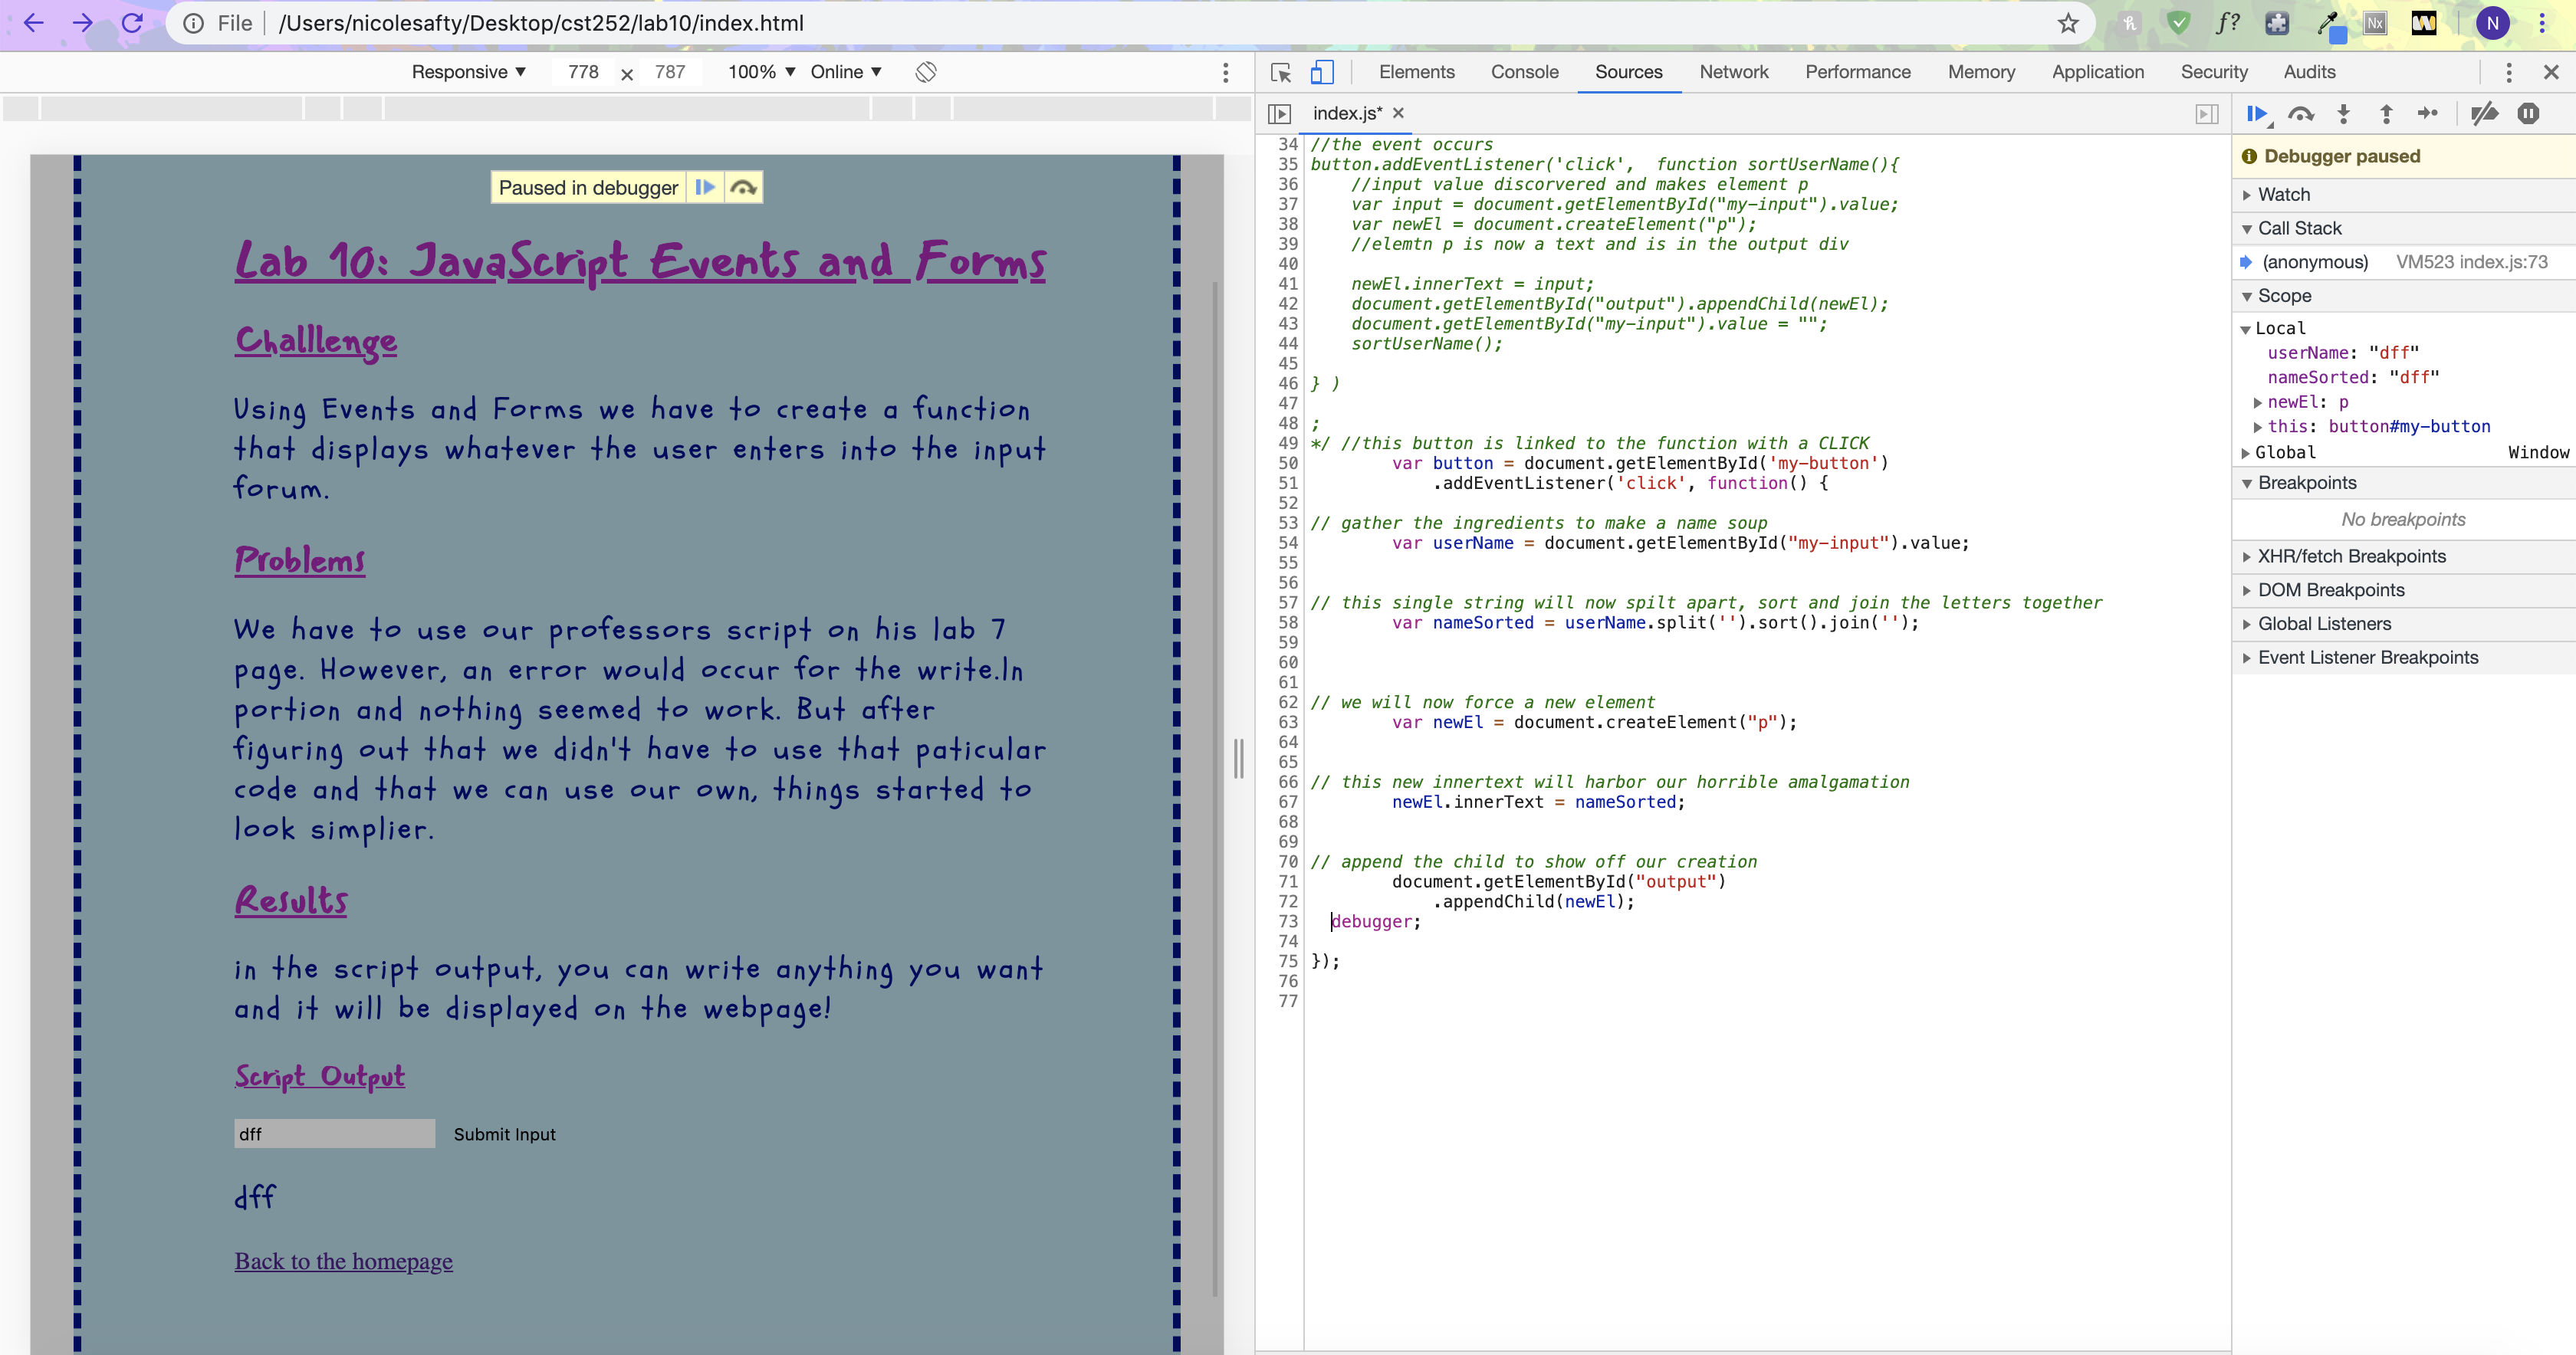 File /Users/nicolesafty/Desktop/cst252/lab10/index.html
f?
Nx
N
Responsive ▼ 778 × 787 100% ▼ Online ▼
Elements Console Sources Network Performance Memory Application Security Audits
index.js* ×
Paused in debugger
Lab 10: JavaScript Events and Forms
Challlenge
Using Events and Forms we have to create a function
that displays whatever the user enters into the input
forum.
Problems
We have to use our professors script on his lab 7
page. However, an error would occur for the write.ln
portion and nothing seemed to work. But after
figuring out that we didn't have to use that paticular
code and that we can use our own, things started to
look simplier.
Results
in the script output, you can write anything you want
and it will be displayed on the webpage!
Script Output
dff Submit Input
dff
Back to the homepage
34 //the event occurs
35 button.addEventListener('click',  function sortUserName(){
36     //input value discorvered and makes element p
37     var input = document.getElementById("my-input").value;
38     var newEl = document.createElement("p");
39     //elemtn p is now a text and is in the output div
40
41     newEl.innerText = input;
42     document.getElementById("output").appendChild(newEl);
43     document.getElementById("my-input").value = "";
44     sortUserName();
45
46 } )
47
48 ;
49 */ //this button is linked to the function with a CLICK
50         var button = document.getElementById('my-button')
51             .addEventListener('click', function() {
52
53 // gather the ingredients to make a name soup
54         var userName = document.getElementById("my-input").value;
55
56
57 // this single string will now spilt apart, sort and join the letters together
58         var nameSorted = userName.split('').sort().join('');
59
60
61
62 // we will now force a new element
63         var newEl = document.createElement("p");
64
65
66 // this new innertext will harbor our horrible amalgamation
67         newEl.innerText = nameSorted;
68
69
70 // append the child to show off our creation
71         document.getElementById("output")
72             .appendChild(newEl);
73   debugger;
74
75 });
76
77
Debugger paused
Watch
Call Stack
(anonymous) VM523 index.js:73
Scope
Local
userName: "dff"
nameSorted: "dff"
newEl: p
this: button#my-button
Global Window
Breakpoints
No breakpoints
XHR/fetch Breakpoints
DOM Breakpoints
Global Listeners
Event Listener Breakpoints